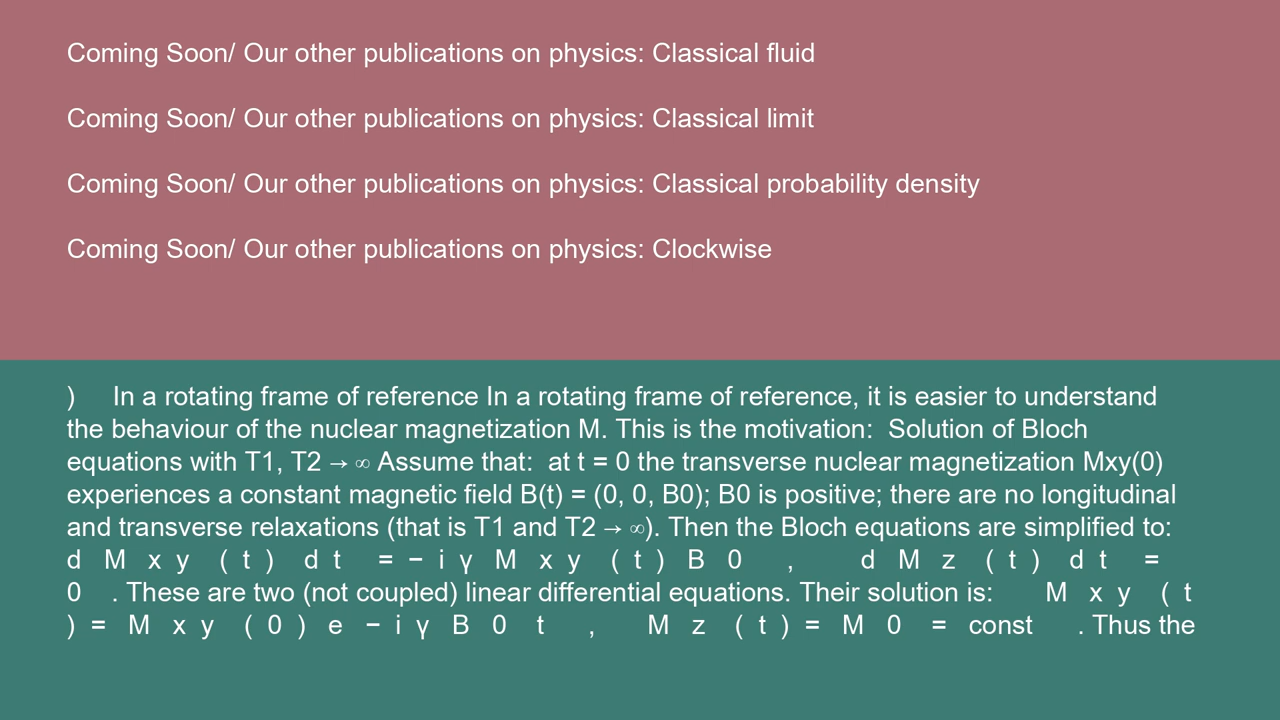 Coming Soon/ Our other publications on physics: Classical fluid
Coming Soon/ Our other publications on physics: Classical limit
Coming Soon/ Our other publications on physics: Classical probability density
Coming Soon/ Our other publications on physics: Clockwise
) In a rotating frame of reference In a rotating frame of reference, it is easier to understand
the behaviour of the nuclear magnetization M. This is the motivation: Solution of Bloch
equations with T1, T2 → ∞ Assume that: at t = 0 the transverse nuclear magnetization Mxy(0)
experiences a constant magnetic field B(t) = (0, 0, B0); B0 is positive; there are no longitudinal
and transverse relaxations (that is T1 and T2 → ∞). Then the Bloch equations are simplified to:
d M x y ( t ) d t = − i γ M x y ( t ) B 0 , d M z ( t ) d t =
0 . These are two (not coupled) linear differential equations. Their solution is: M x y ( t
) = M x y ( 0 ) e − i γ B 0 t , M z ( t ) = M 0 = const . Thus the